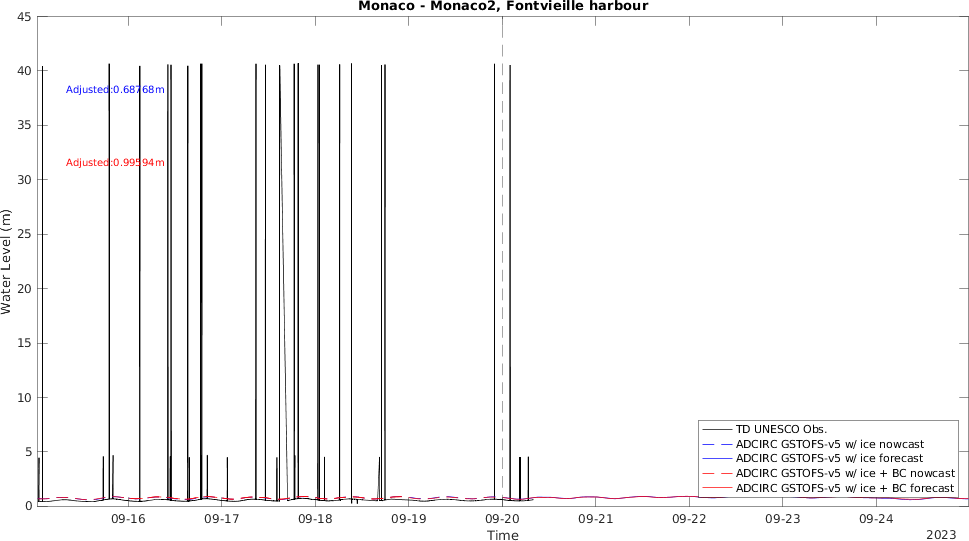 Monaco - Monaco2, Fontvieille harbour
45
40
35
30
25
20
15
10
5
0
Water Level (m)
Adjusted:0.68768m
Adjusted:0.99594m
TD UNESCO Obs.
ADCIRC GSTOFS-v5 w/ ice nowcast
ADCIRC GSTOFS-v5 w/ ice forecast
ADCIRC GSTOFS-v5 w/ ice + BC nowcast
ADCIRC GSTOFS-v5 w/ ice + BC forecast
09-16 09-17 09-18 09-19 09-20 09-21 09-22 09-23 09-24
Time
2023